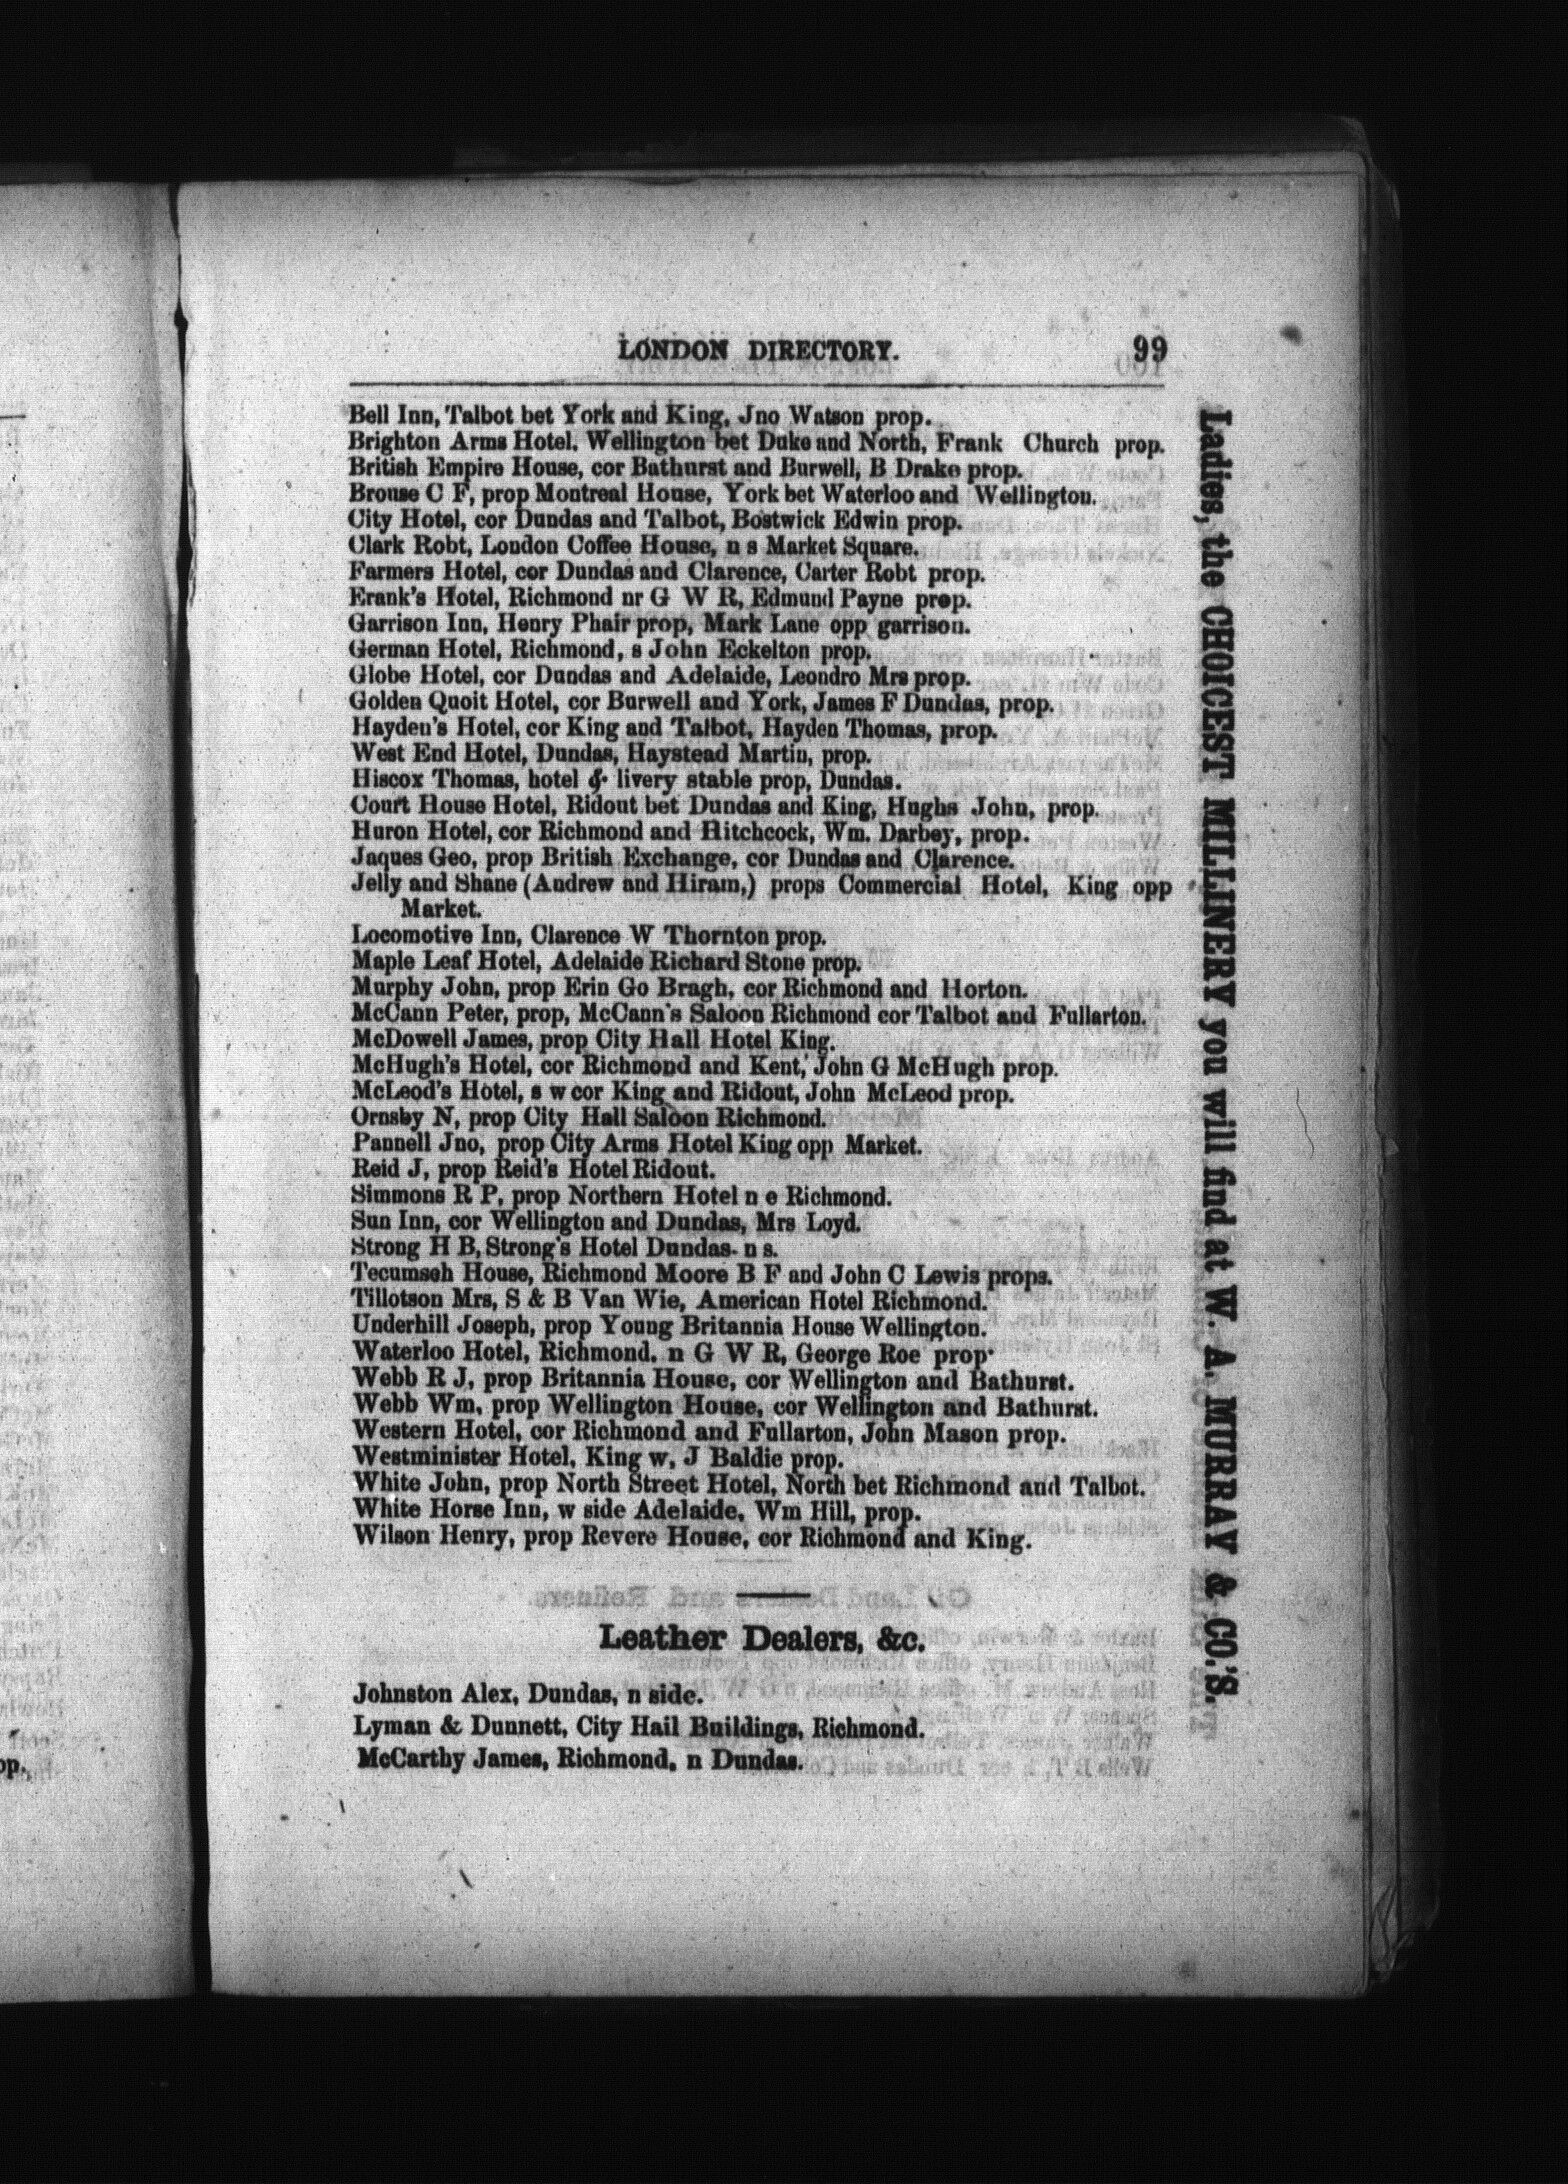 LONDON DIRECTORY. 99
Bell Inn, Talbot bet York and King, Jno Watson prop.
Brighton Arms Hotel, Wellington bet Duke and North, Frank Church prop.
British Empire House, cor Bathurst and Burwell, B Drake prop.
Brouse C F, prop Montreal House, York bet Waterloo and Wellington.
City Hotel, cor Dundas and Talbot, Bostwick Edwin prop.
Clark Robt, London Coffee House, n s Market Square.
Farmers Hotel, cor Dundas and Clarence, Carter Robt prop.
Erank's Hotel, Richmond nr G W R, Edmund Payne prop.
Garrison Inn, Henry Phair prop, Mark Lane opp garrison.
German Hotel, Richmond, s John Eckelton prop.
Globe Hotel, cor Dundas and Adelaide, Leondro Mrs prop.
Golden Quoit Hotel, cor Burwell and York, James F Dundas, prop.
Hayden's Hotel, cor King and Talbot, Hayden Thomas, prop.
West End Hotel, Dundas, Haystead Martin, prop.
Hiscox Thomas, hotel & livery stable prop, Dundas.
Court House Hotel, Ridout bet Dundas and King, Hughs John, prop.
Huron Hotel, cor Richmond and Hitchcock, Wm. Darbey, prop.
Jaques Geo, prop British Exchange, cor Dundas and Clarence.
Jelly and Shane (Andrew and Hiram,) props Commercial Hotel, King opp
Market.
Locomotive Inn, Clarence W Thornton prop.
Maple Leaf Hotel, Adelaide Richard Stone prop.
Murphy John, prop Erin Go Bragh, cor Richmond and Horton.
McCann Peter, prop, McCann's Saloon Richmond cor Talbot and Fullarton.
McDowell James, prop City Hall Hotel King.
McHugh's Hotel, cor Richmond and Kent, John G McHugh prop.
McLeod's Hotel, s w cor King and Ridout, John McLeod prop.
Ornsby N, prop City Hall Saloon Richmond.
Pannell Jno, prop City Arms Hotel King opp Market.
Reid J, prop Reid's Hotel Ridout.
Simmons R P, prop Northern Hotel n e Richmond.
Sun Inn, cor Wellington and Dundas, Mrs Loyd.
Strong H B, Strong's Hotel Dundas. n s.
Tecumseh House, Richmond Moore B F and John C Lewis props.
Tillotson Mrs, S & B Van Wie, American Hotel Richmond.
Underhill Joseph, prop Young Britannia House Wellington.
Waterloo Hotel, Richmond. n G W R, George Roe prop.
Webb R J, prop Britannia House, cor Wellington and Bathurst.
Webb Wm, prop Wellington House, cor Wellington and Bathurst.
Western Hotel, cor Richmond and Fullarton, John Mason prop.
Westminister Hotel, King w, J Baldie prop.
White John, prop North Street Hotel, North bet Richmond and Talbot.
White Horse Inn, w side Adelaide, Wm Hill, prop.
Wilson Henry, prop Revere House, cor Richmond and King.
Leather Dealers, &c.
Johnston Alex, Dundas, n side.
Lyman & Dunnett, City Hail Buildings, Richmond.
McCarthy James, Richmond, n Dundas.
Ladies, the CHOICEST MILLINERY you will find at W. A. MURRAY & CO.'S.